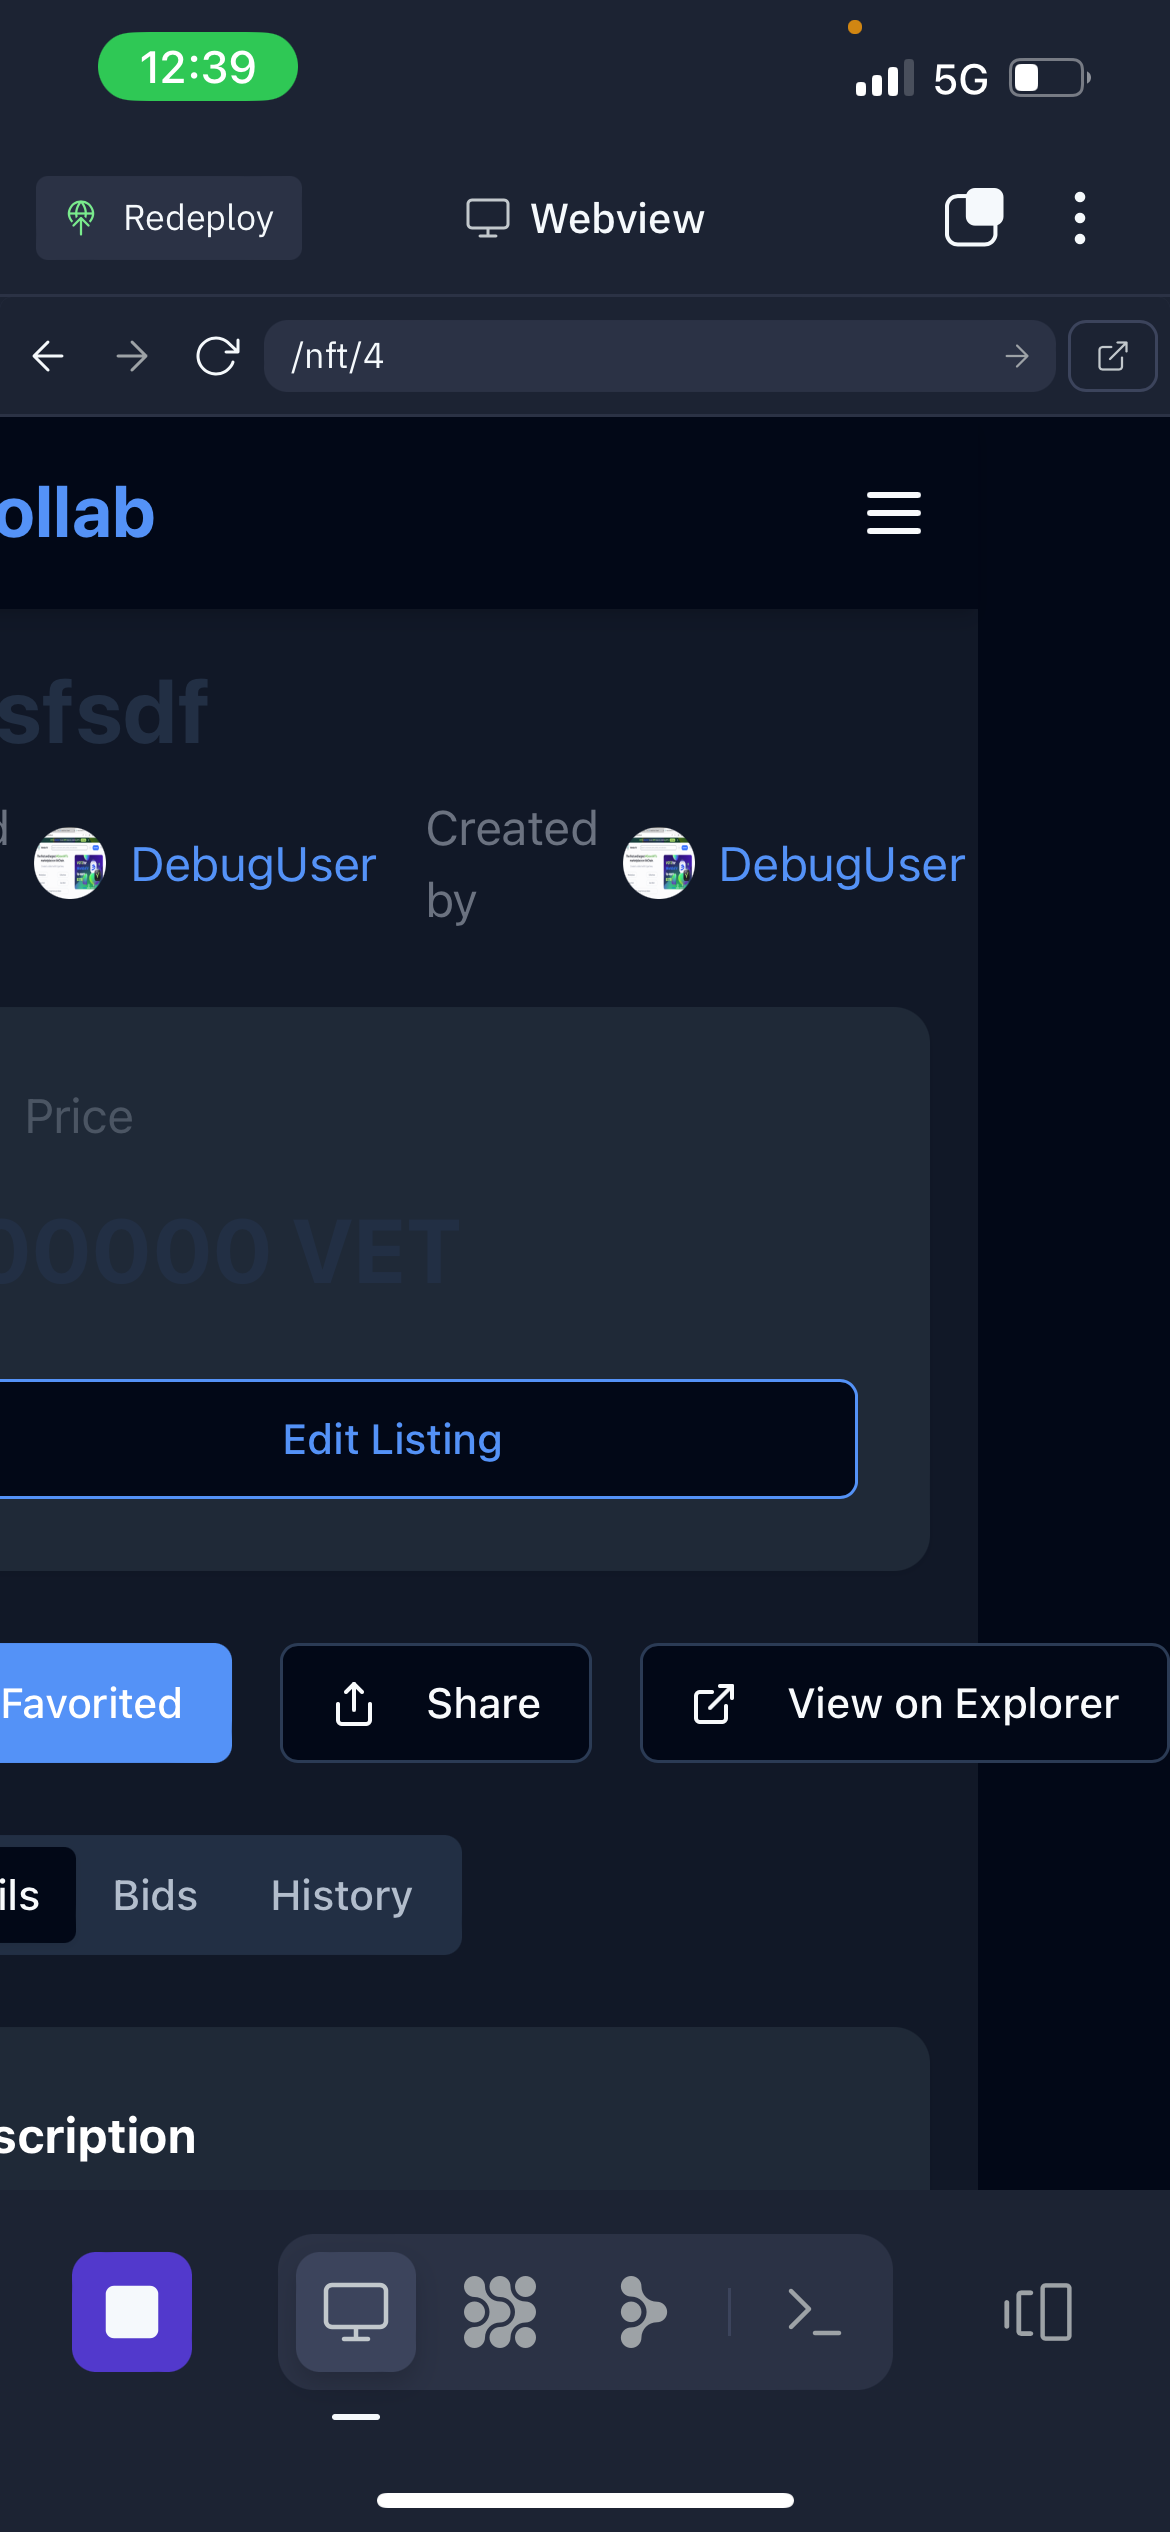 12:39
5G
Redeploy
Webview
/nft/4
ollab
sfsdf
d DebugUser Created by DebugUser
Price
00000 VET
Edit Listing
Favorited
Share
View on Explorer
ils
Bids
History
scription